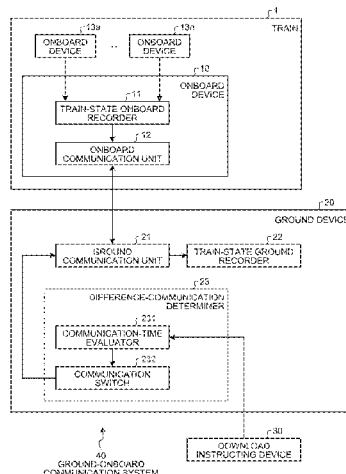 1
TRAIN
13a
13n
ONBOARD
DEVICE
...
ONBOARD
DEVICE
10
ONBOARD
DEVICE
11
TRAIN-STATE ONBOARD
RECORDER
12
ONBOARD
COMMUNICATION UNIT
20
GROUND DEVICE
21
GROUND
COMMUNICATION UNIT
22
TRAIN-STATE GROUND
RECORDER
23
DIFFERENCE-COMMUNICATION
DETERMINER
231
COMMUNICATION-TIME
EVALUATOR
232
COMMUNICATION
SWITCH
30
DOWNLOAD
INSTRUCTING DEVICE
40
GROUND-ONBOARD
COMMUNICATION SYSTEM